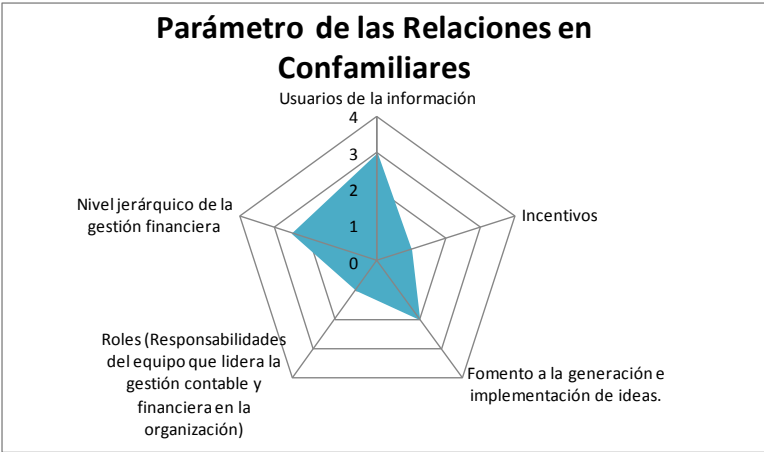 Parámetro de las Relaciones en
Confamiliares
Usuarios de la información
4
3
2
1
0
Incentivos
Nivel jerárquico de la
gestión financiera
Roles (Responsabilidades
del equipo que lidera la
gestión contable y
financiera en la
organización)
Fomento a la generación e
implementación de ideas.